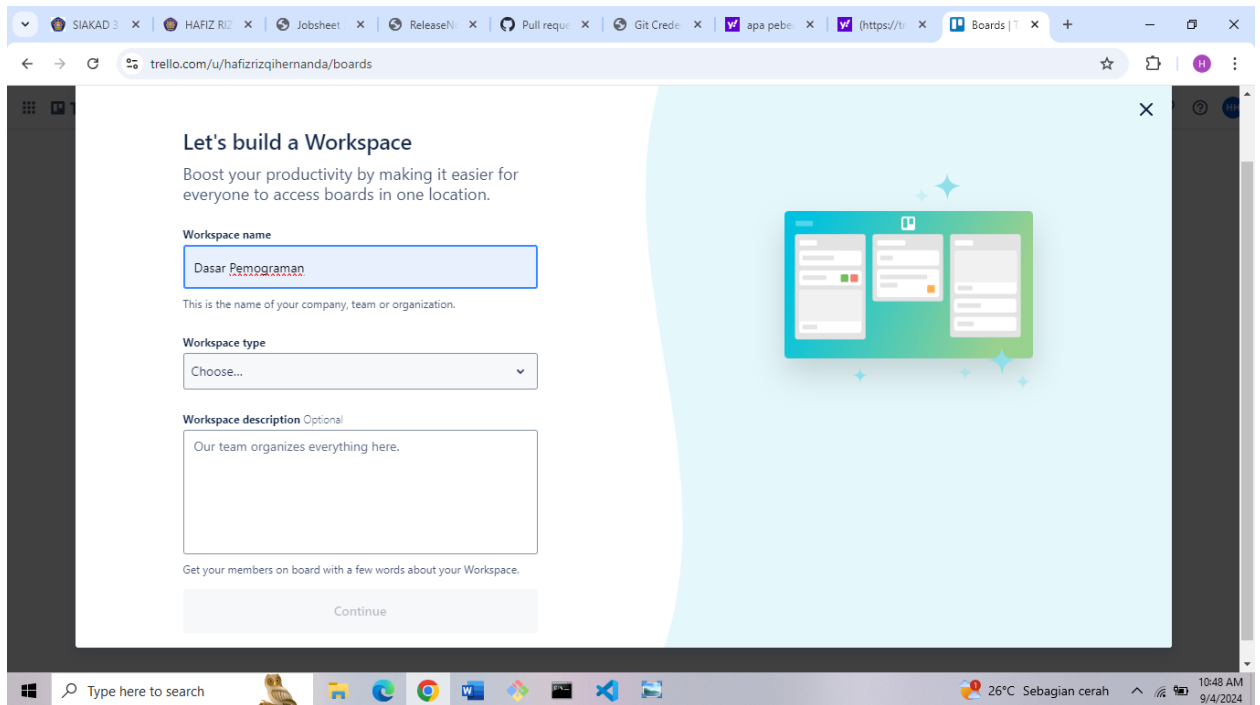 SIAKAD 3
HAFIZ RIZ
Jobsheet
ReleaseNo
Pull reque
Git Crede
apa pebe
(https://tr
Boards | T
trello.com/u/hafizrizqihernanda/boards
H
HH
Let's build a Workspace
Boost your productivity by making it easier for
everyone to access boards in one location.
Workspace name
Dasar Pemograman
This is the name of your company, team or organization.
Workspace type
Choose...
Workspace description Optional
Our team organizes everything here.
Get your members on board with a few words about your Workspace.
Continue
Type here to search
26°C Sebagian cerah
10:48 AM
9/4/2024